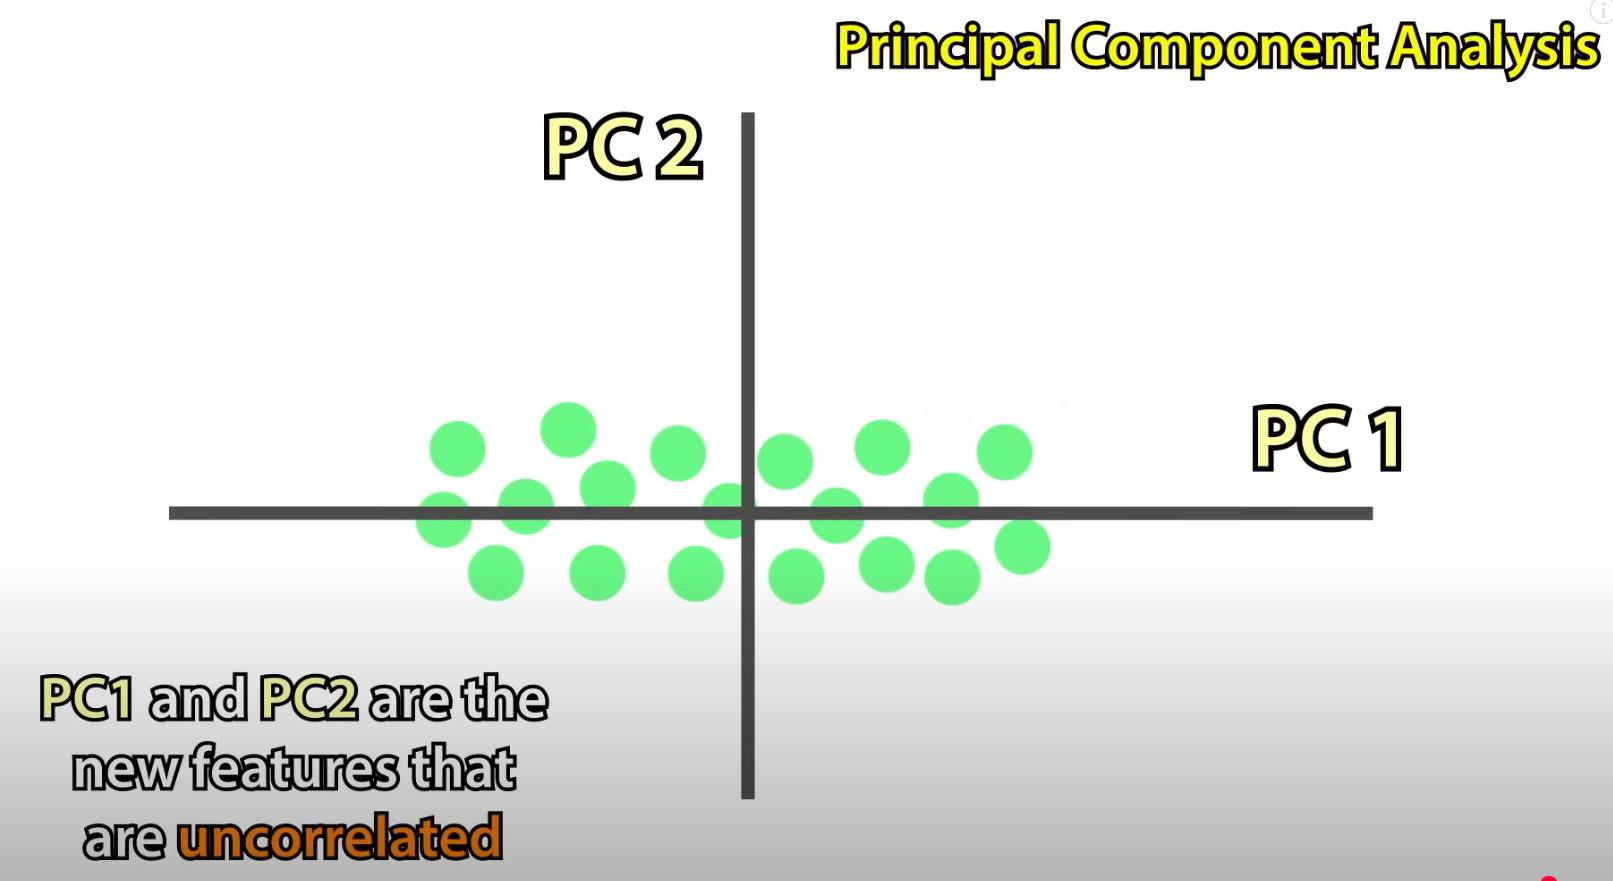 Principal Component Analysis
PC 2
PC 1
PC1 and PC2 are the
new features that
are uncorrelated